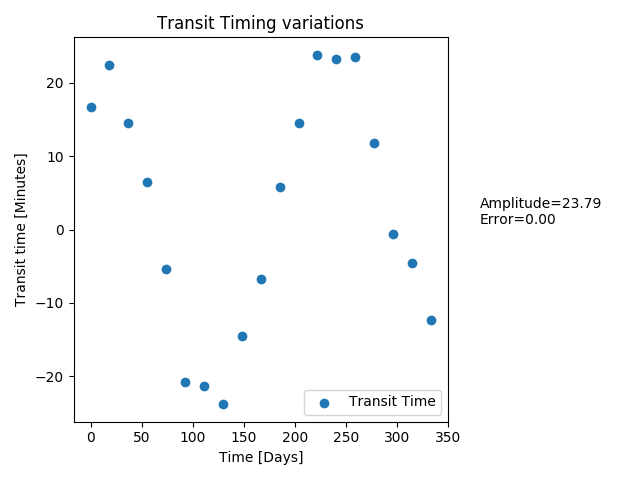 Transit Timing variations
Transit time [Minutes]
20
10
0
−10
−20
0
50
100
150
200
250
300
350
Time [Days]
Transit Time
Amplitude=23.79
Error=0.00